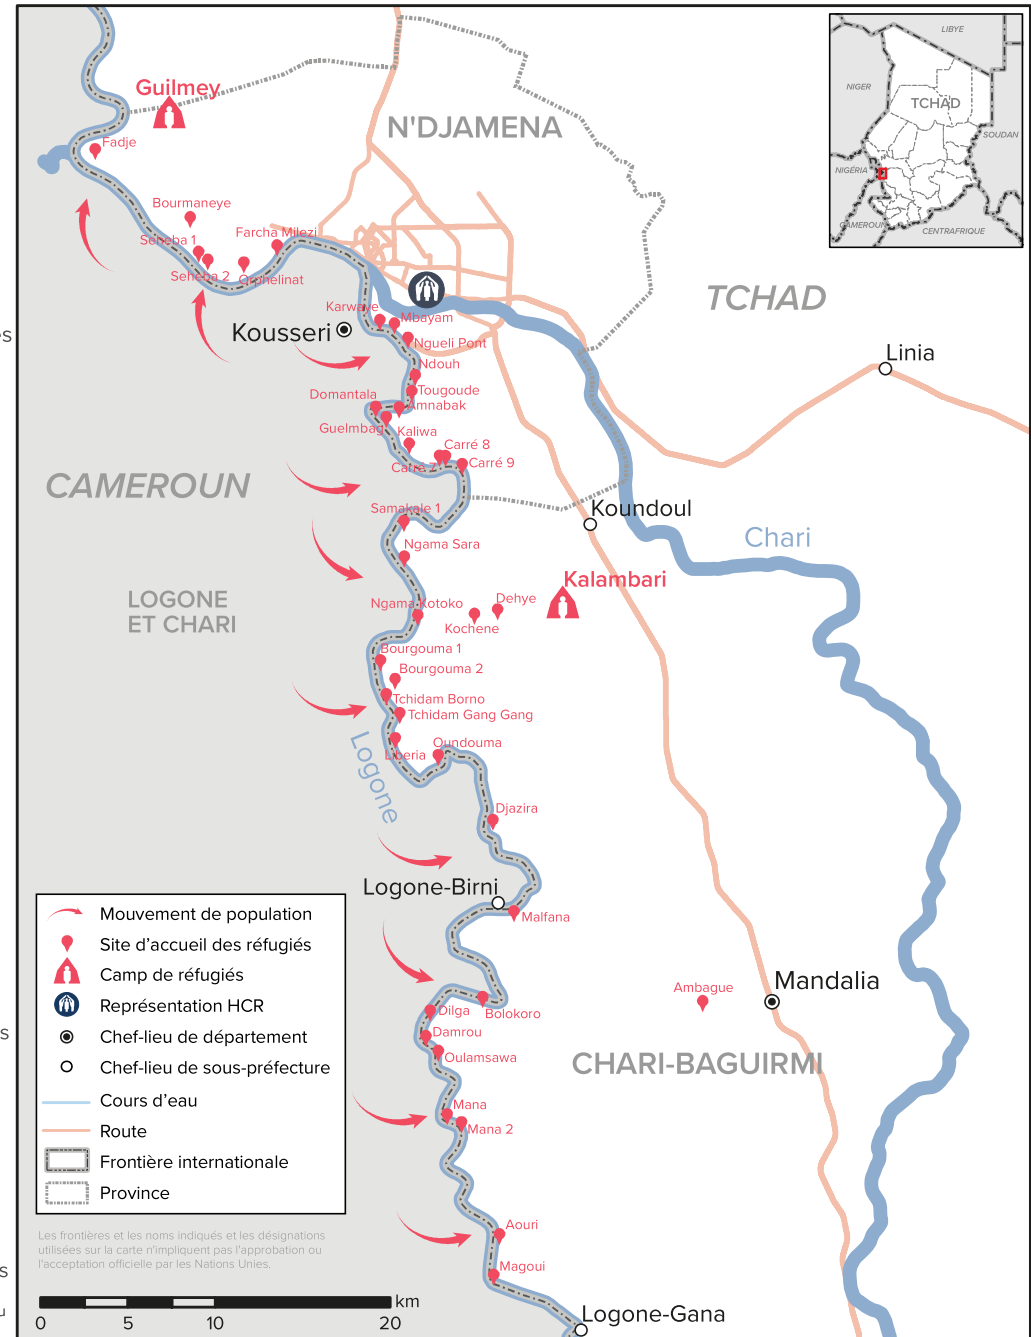 LIBYE
NIGER
TCHAD
SOUDAN
NIGÉRIA
CAMEROUN
CENTRAFRIQUE
Guilmey
N'DJAMENA
Fadje
Bourmaneye
Seheba 1
Farcha Milezi
Seheba 2
Orphelinat
TCHAD
Karwaye
Mbayam
Kousseri
Ngueli Pont
es
Linia
Ndouh
Domantala
Tougoude
Amnabak
Guelmbag
Kaliwa
Carré 8
Carré 7
Carré 9
CAMEROUN
Samakale 1
Koundoul
Chari
Ngama Sara
Kalambari
LOGONE
ET CHARI
Ngama Kotoko
Dehye
Kochene
Bourgouma 1
Bourgouma 2
Tchidam Borno
Tchidam Gang Gang
Logone
Oundouma
Liberia
Djazira
Logone-Birni
Malfana
Ambague
Mandalia
Dilga
Bolokoro
Damrou
Oulamsawa
CHARI-BAGUIRMI
Mana
Mana 2
Aouri
Magoui
Logone-Gana
Mouvement de population
Site d'accueil des réfugiés
Camp de réfugiés
Représentation HCR
s
Chef-lieu de département
Chef-lieu de sous-préfecture
Cours d'eau
Route
Frontière internationale
Province
Les frontières et les noms indiqués et les désignations
utilisées sur la carte n'impliquent pas l'approbation ou
l'acceptation officielle par les Nations Unies.
s
u
km
0 5 10 20